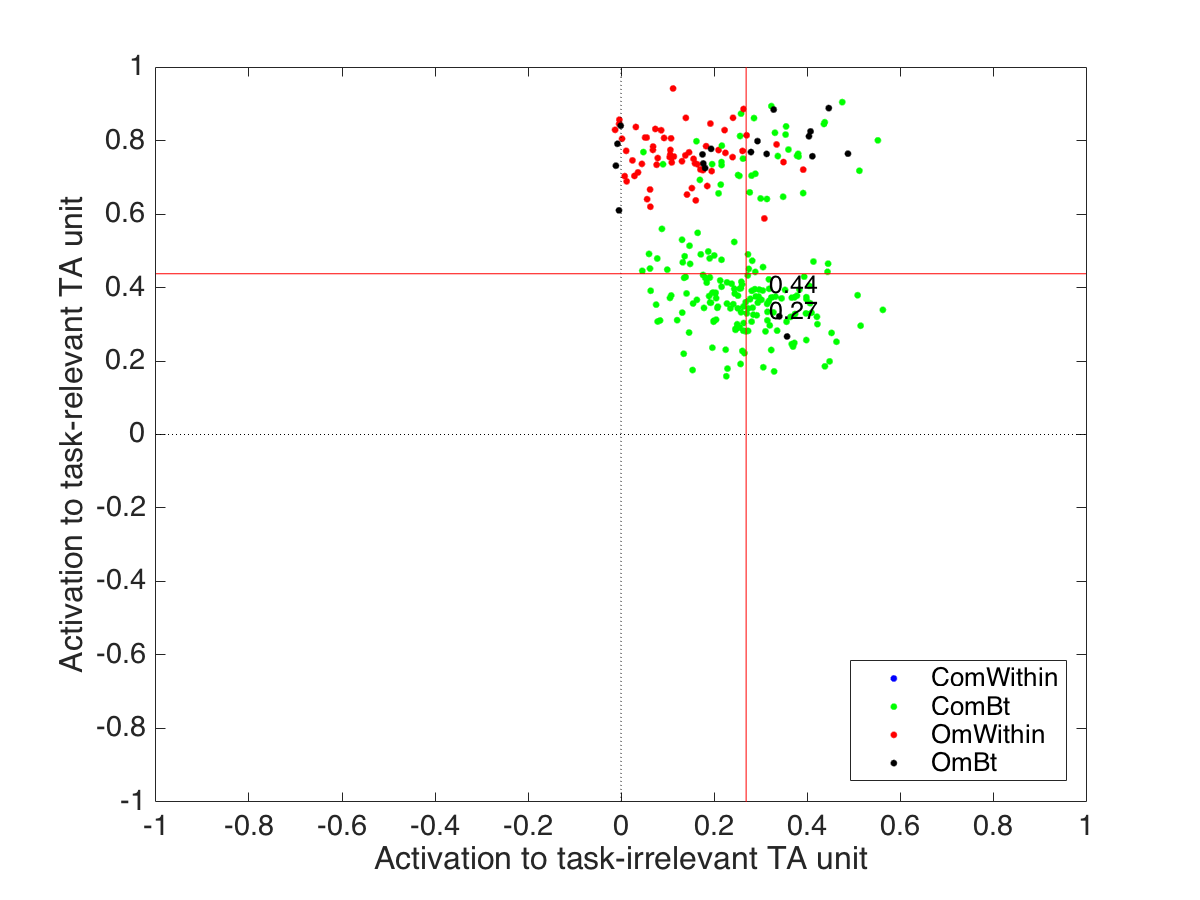 1
0.8
0.6
0.4
0.2
0
-0.2
-0.4
-0.6
-0.8
-1
Activation to task-relevant TA unit
0.44
0.27
ComWithin
ComBt
OmWithin
OmBt
-1 -0.8 -0.6 -0.4 -0.2 0 0.2 0.4 0.6 0.8 1
Activation to task-irrelevant TA unit